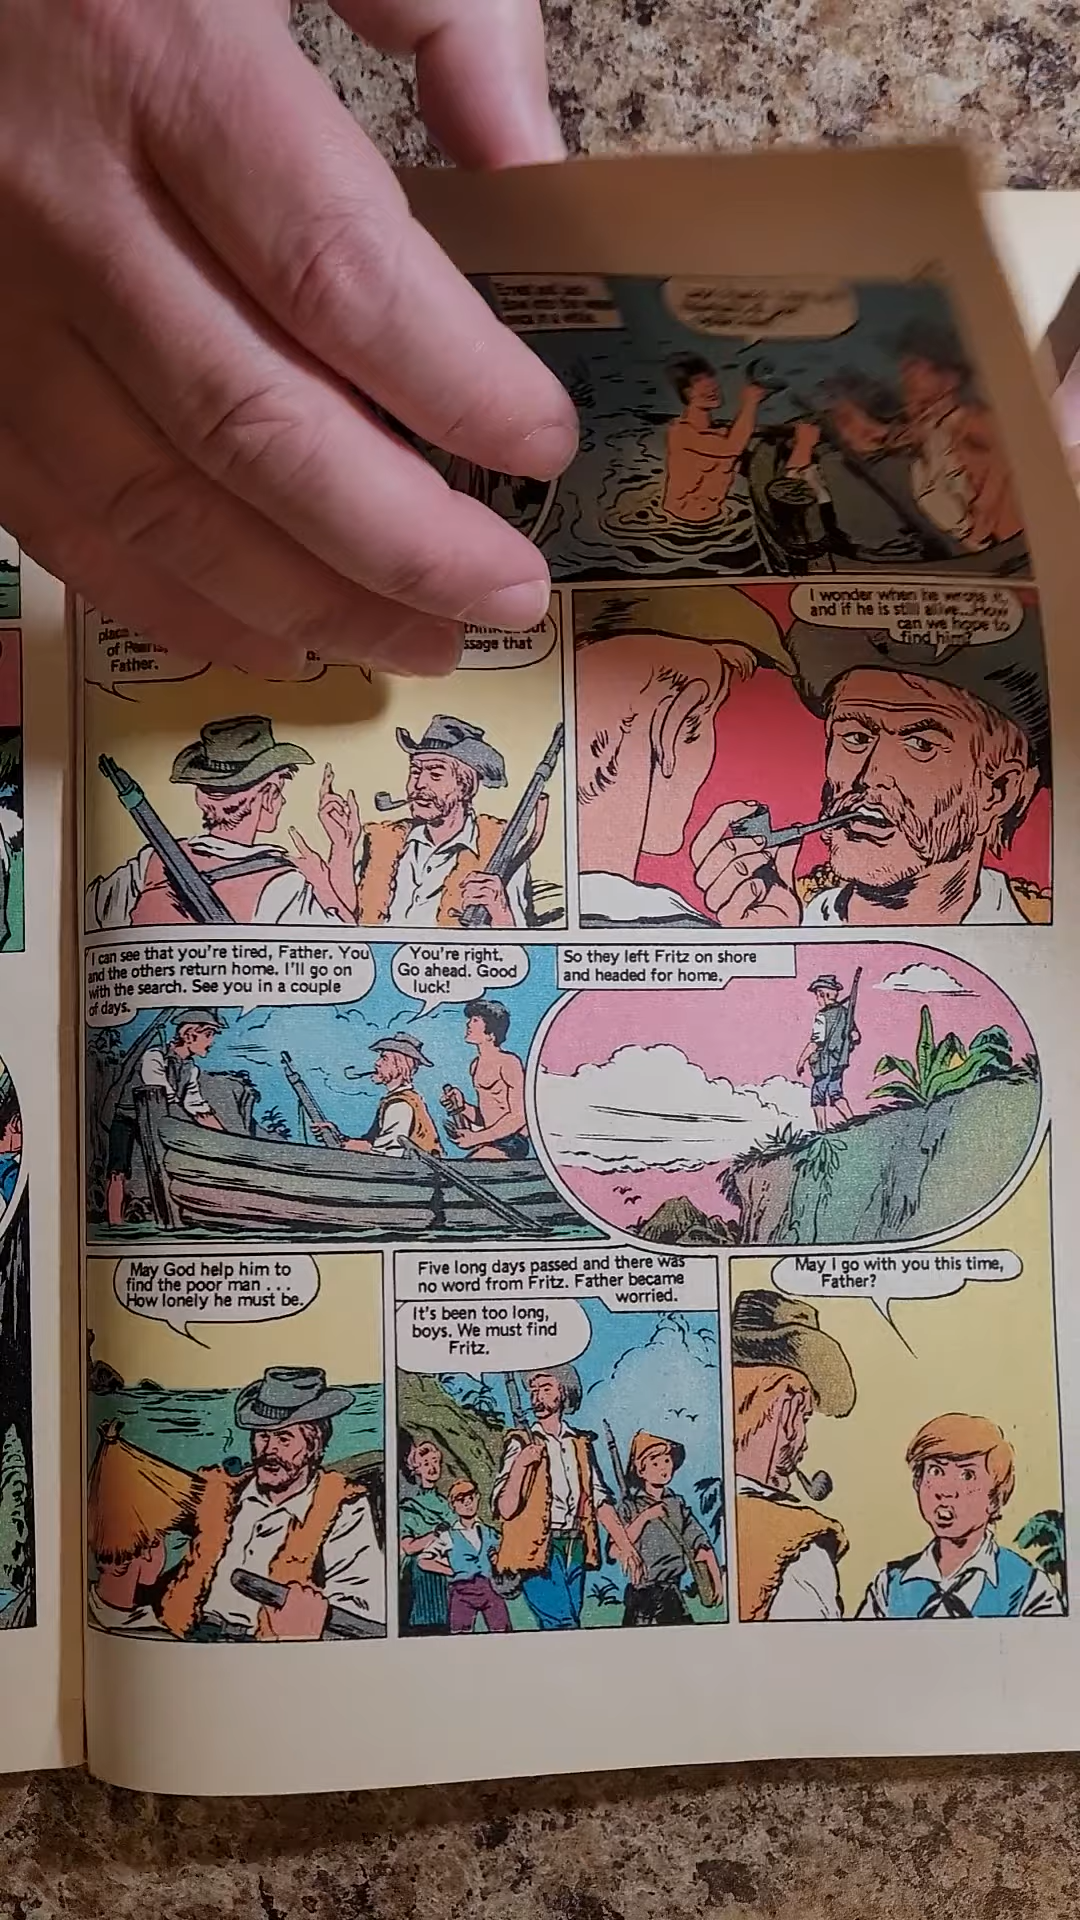 place
of Pearls,
Father.
ssage that
I wonder when he wrote it,
and if he is still alive...How
can we hope to
find him?
I can see that you're tired, Father. You
and the others return home. I'll go on
with the search. See you in a couple
of days.
You're right.
Go ahead. Good
luck!
So they left Fritz on shore
and headed for home.
May God help him to
find the poor man . . .
How lonely he must be.
Five long days passed and there was
no word from Fritz. Father became
worried.
It's been too long,
boys. We must find
Fritz.
May I go with you this time,
Father?